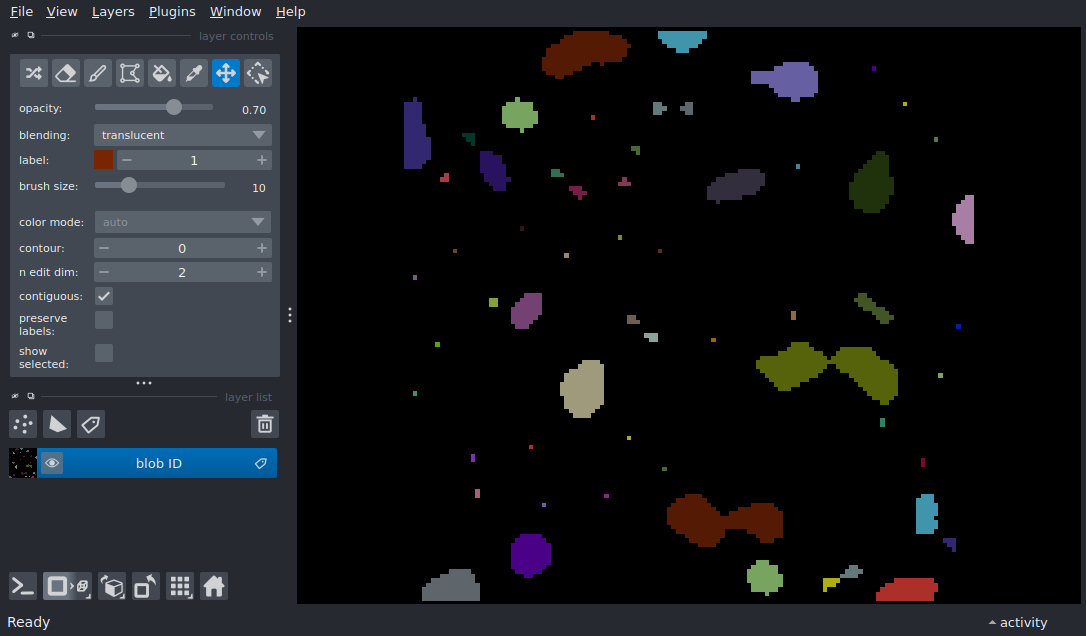 File View Layers Plugins Window Help
layer controls
opacity: 0.70
blending: translucent
label: 1
brush size: 10
color mode: auto
contour: 0
n edit dim: 2
contiguous:
preserve
labels:
show
selected:
layer list
blob ID
Ready
activity